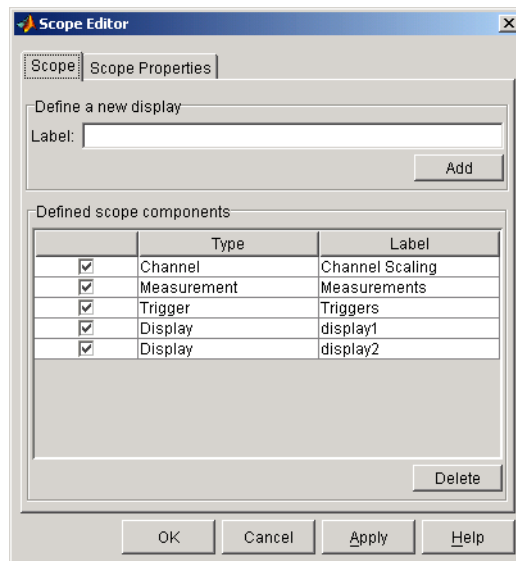 Scope Editor
Scope Scope Properties
Define a new display
Label:
Add
Defined scope components
Type Label
Channel Channel Scaling
Measurement Measurements
Trigger Triggers
Display display1
Display display2
Delete
OK Cancel Apply Help